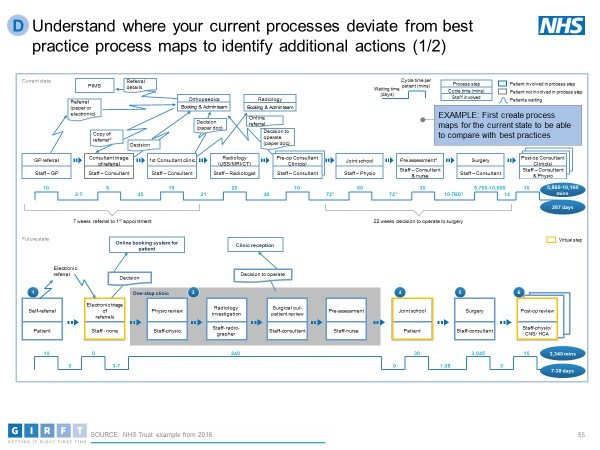 D Understand where your current processes deviate from best
practice process maps to identify additional actions (1/2)
NHS
Current state
PIMS
Referral
details
Referral
(paper or
electronic)
Copy of
referral
Decision
Orthopaedics
Booking & Admin team
Radiology
Booking & Admin team
Decision
(paper doc)
Online
referral
Decision to
operate
(paper doc)
Waiting time
(days)
Cycle time per
patient (mins)
Process step
Cycle time (mins)
Staff involved
Patient involved in process step
Patient not involved in process step
Patients waiting
EXAMPLE: First create process
maps for the current state to be able
to compare with best practices
GP referral
Staff – GP
Consultant triage
of referral
Staff – Consultant
1st Consultant clinic
Staff – Consultant
Radiology
(USS/MRI/CT)
Staff – Radiologist
Pre-op Consultant
Clinic(s)
Staff – Consultant
Joint school
Staff – Physio
Pre assessment
Staff – Consultant
& nurse
Surgery
Staff – Consultant
Post-op Consultant
Clinic(s)
Staff – Consultant
& Physio
10
2-7
5
45
15
21
20
40
10
72
50
72
30
10-TBD
5,700-10,000
14
10
5,860-10,160
mins
287 days
7 weeks referral to 1st appointment
22 weeks decision to operate to surgery
Future state
Virtual step
Online booking system for
patient
Clinic reception
Electronic
referral
Decision
Decision to operate
One-stop clinic
1
3
4
5
6
Self-referral
Patient
Electronic triage
of
referrals
Staff - none
Physio review
Staff-physio
Radiology
investigation
Staff-radio-
grapher
Surgical out-
patient review
Staff-consultant
Pre-assessment
Staff-nurse
Joint school
Patient
Surgery
Staff-consultant
Post-op review
Staff-physio/
CNS/ HCA
15
0
0
3-7
240
0
30
1-28
3,045
3
15
3,340 mins
7-38 days
GIRFT
GETTING IT RIGHT FIRST TIME
SOURCE: NHS Trust example from 2016
55